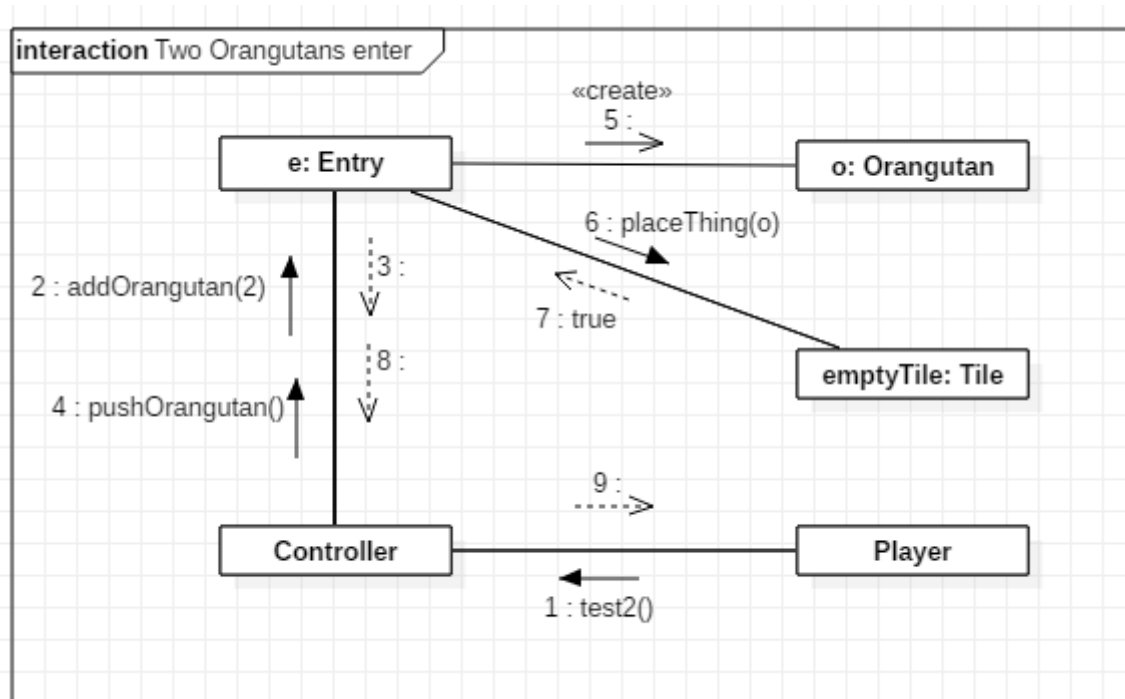 interaction Two Orangutans enter
«create»
5 :
e: Entry
o: Orangutan
6 : placeThing(o)
3 :
2 : addOrangutan(2)
7 : true
8 :
emptyTile: Tile
4 : pushOrangutan()
9 :
Controller
Player
1 : test2()